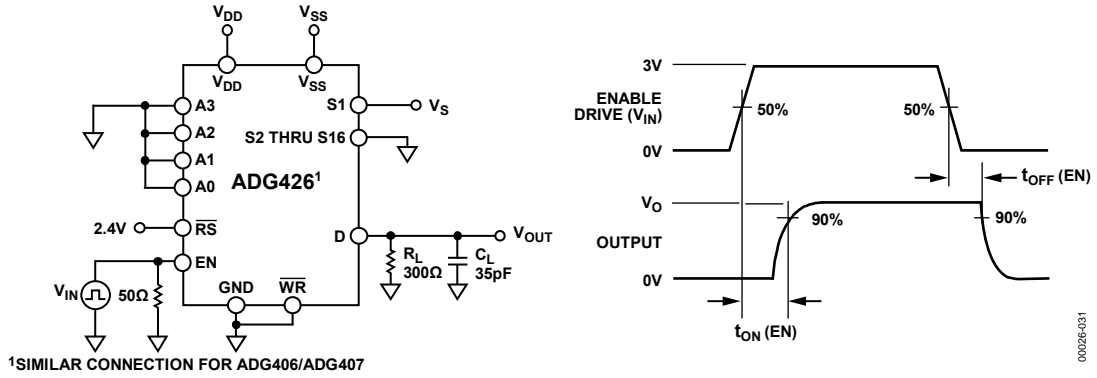 VDD
VSS
VDD
VSS
A3
A2
A1
A0
ADG426¹
S1
VS
S2 THRU S16
2.4V
RS
D
VOUT
RL
300Ω
CL
35pF
EN
VIN
50Ω
GND
WR
¹SIMILAR CONNECTION FOR ADG406/ADG407
3V
ENABLE
DRIVE (VIN)
50%
50%
0V
tOFF (EN)
VO
90%
90%
OUTPUT
0V
tON (EN)
00026-031